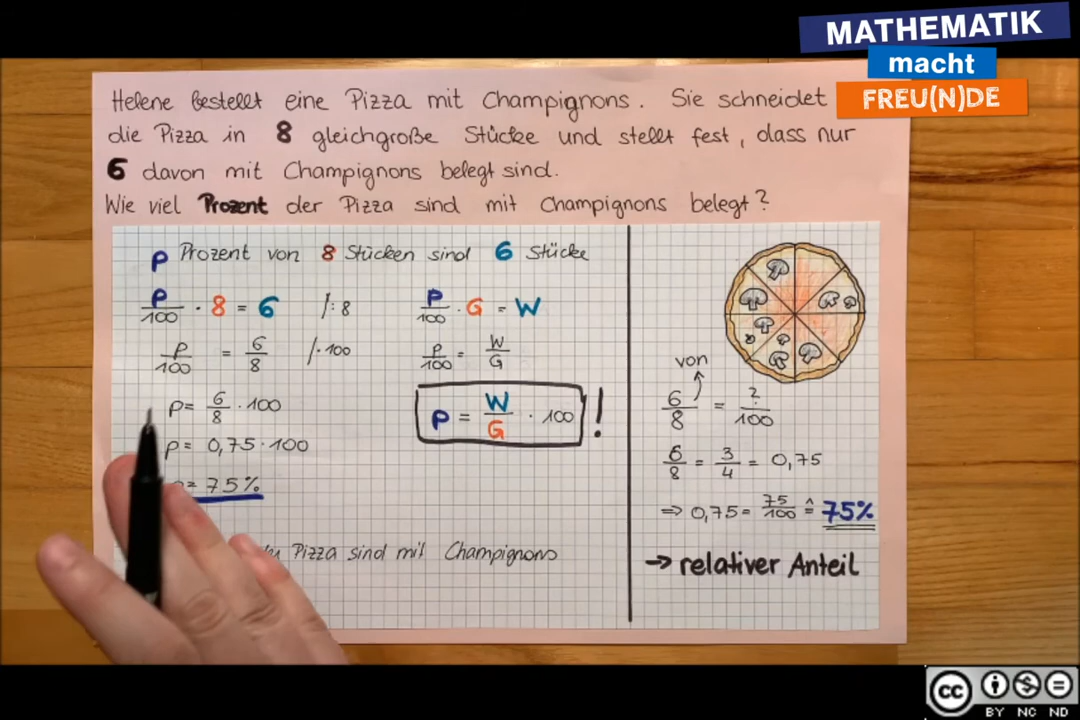 MATHEMATIK
macht
FREU(N)DE
Helene bestellt eine Pizza mit Champignons. Sie schneidet
die Pizza in 8 gleichgroße Stücke und stellt fest, dass nur
6 davon mit Champignons belegt sind.
Wie viel Prozent der Pizza sind mit Champignons belegt?
P Prozent von 8 Stücken sind 6 Stücke
P/100 · 8 = 6 /:8
P/100 = 6/8 /·100
P = 6/8 · 100
P = 0,75 · 100
= 75%
Pizza sind mit Champignons
P/100 · G = W
P/100 = W/G
P = W/G · 100 !
von
6/8 = ?/100
6/8 = 3/4 = 0,75
⇒ 0,75 = 75/100 ≙ 75%
→ relativer Anteil
cc
BY NC ND